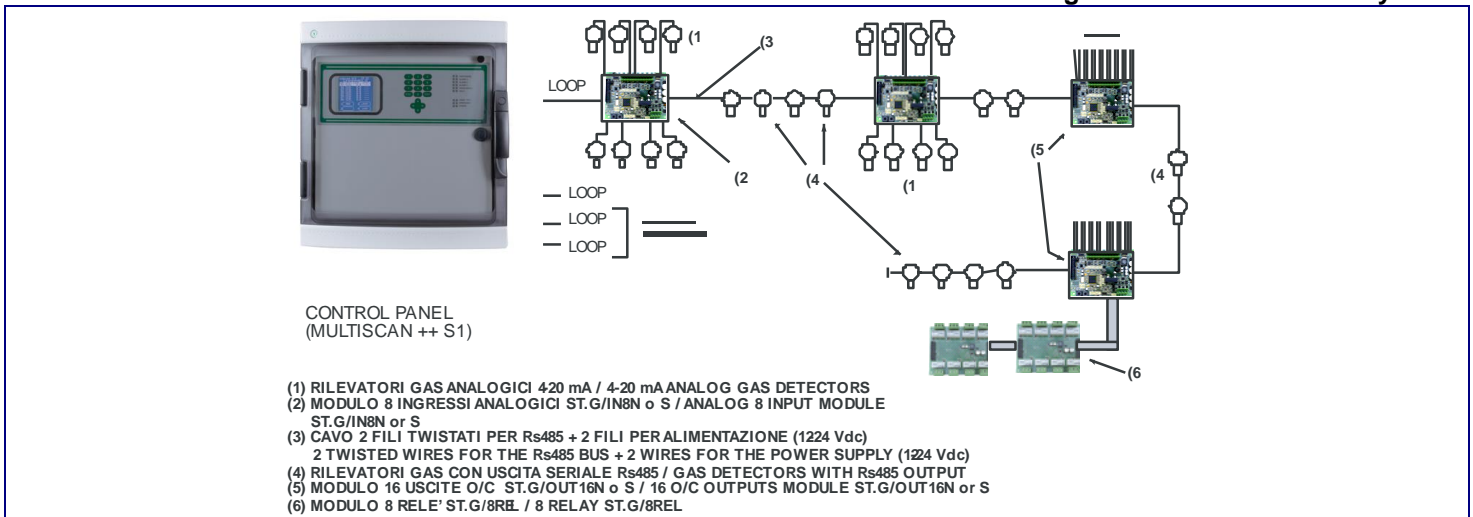 (1
(3
LOOP
(2
(4
(1
(5
(4
LOOP
LOOP
LOOP
(6
CONTROL PANEL
(MULTISCAN ++ S1)
(1) RILEVATORI GAS ANALOGICI 420 mA / 4-20 mA ANALOG GAS DETECTORS
(2) MODULO 8 INGRESSI ANALOGICI ST.G/IN8N o S / ANALOG 8 INPUT MODULE
ST.G/IN8N or S
(3) CAVO 2 FILI TWISTATI PER Rs485 + 2 FILI PER ALIMENTAZIONE (1224 Vdc)
2 TWISTED WIRES FOR THE Rs485 BUS + 2 WIRES FOR THE POWER SUPPLY (1224 Vdc)
(4) RILEVATORI GAS CON USCITA SERIALE Rs485 / GAS DETECTORS WITH Rs485 OUTPUT
(5) MODULO 16 USCITE O/C ST.G/OUT16N o S / 16 O/C OUTPUTS MODULE ST.G/OUT16N or S
(6) MODULO 8 RELE' ST.G/8REL / 8 RELAY ST.G/8REL